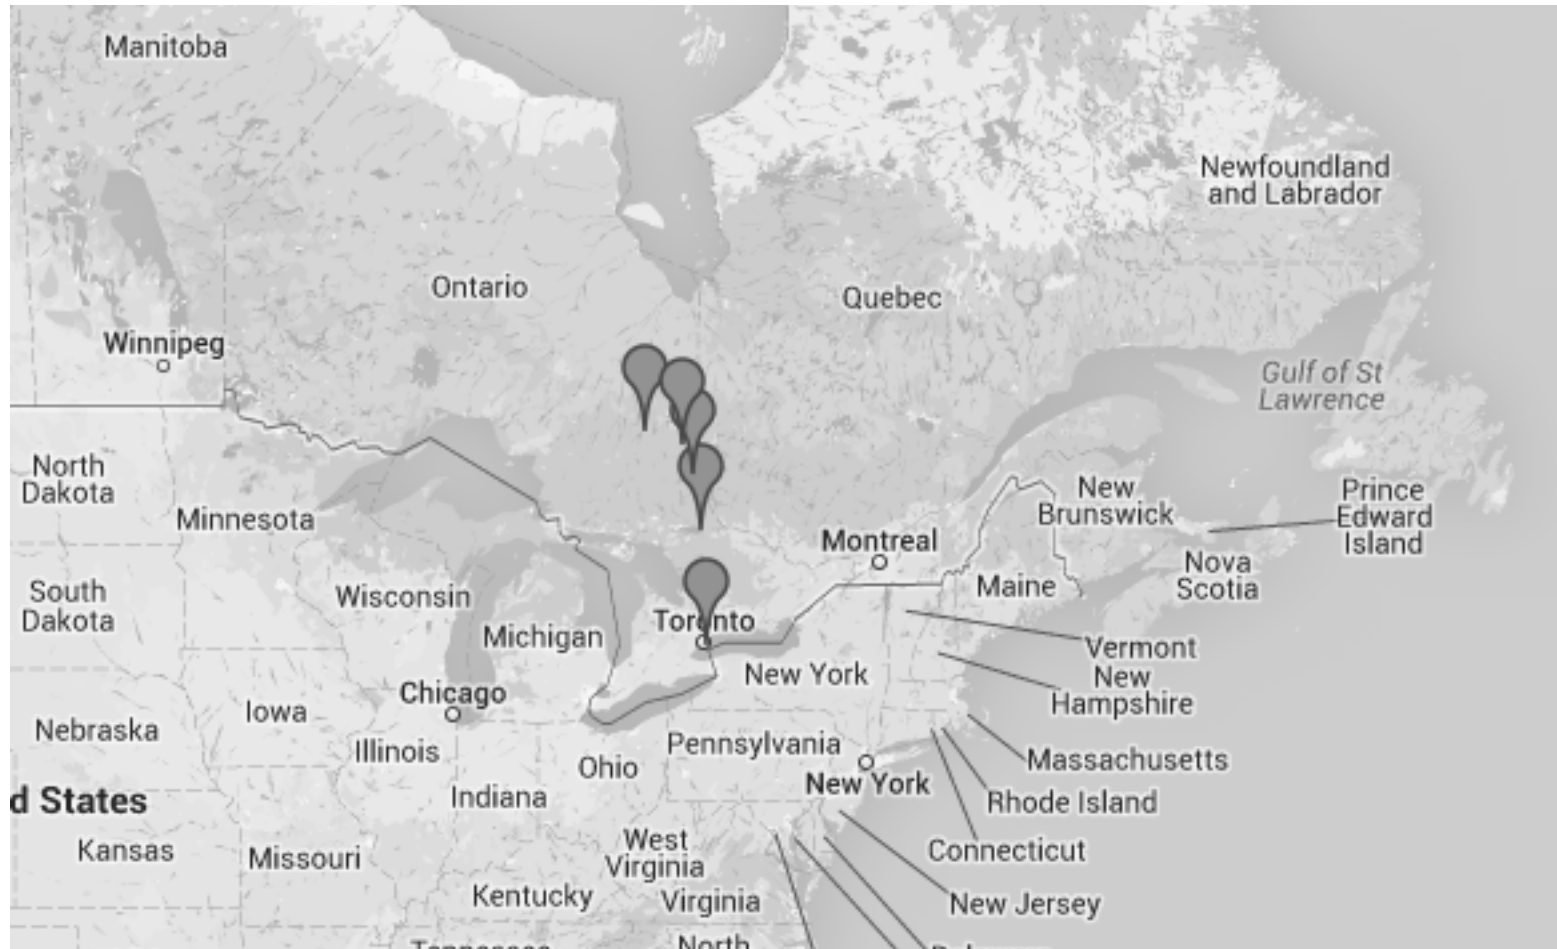 Manitoba
Newfoundland
and Labrador
Ontario
Quebec
Winnipeg
Gulf of St
Lawrence
North
Dakota
Minnesota
New
Brunswick
Prince
Edward
Island
Montreal
Nova
Scotia
Maine
South
Dakota
Wisconsin
Michigan
Toronto
Vermont
New York
New
Hampshire
Chicago
Iowa
Nebraska
Illinois
Pennsylvania
Massachusetts
Ohio
New York
Indiana
Rhode Island
d States
Kansas
Missouri
West
Virginia
Connecticut
Kentucky
Virginia
New Jersey
Tennessee
North